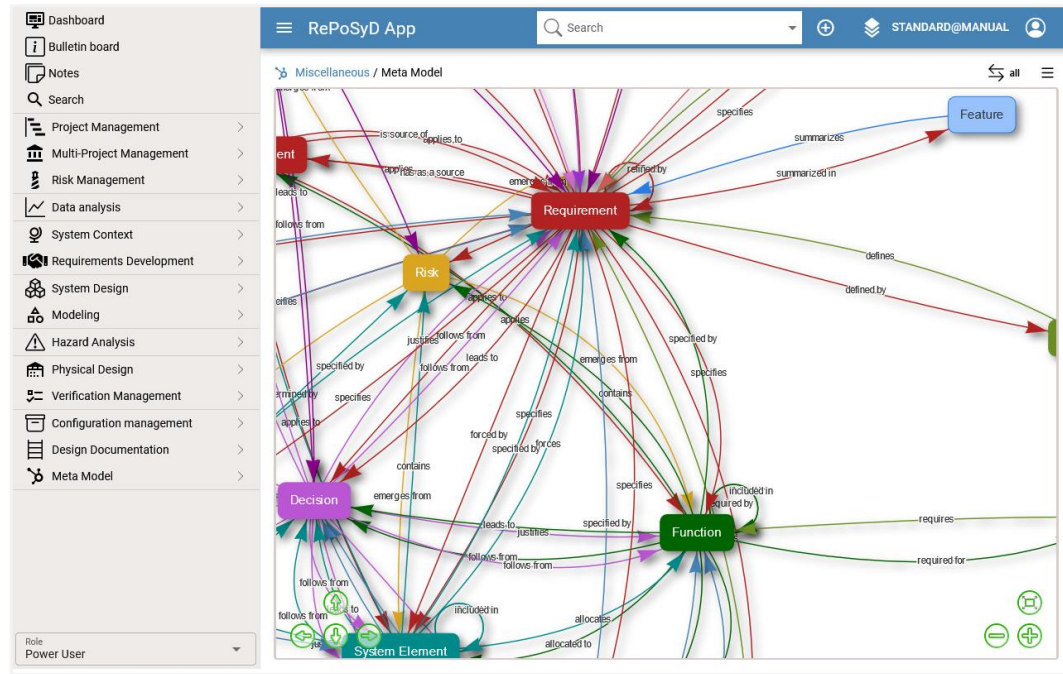 Dashboard
Bulletin board
Notes
Search
Project Management
Multi-Project Management
Risk Management
Data analysis
System Context
Requirements Development
System Design
Modeling
Hazard Analysis
Physical Design
Verification Management
Configuration management
Design Documentation
Meta Model
Role
Power User
RePoSyD App
Search
STANDARD@MANUAL
Miscellaneous / Meta Model
all
specifies
Feature
summarizes
is source of
applies to
ent
applies
has as a source
refined by
summarized in
leads to
Requirement
follows from
defines
Risk
defined by
applies to
applies
justifies
follows from
specified by
leads to
emerges from
specified by
follows from
specifies
specifies
contains
applies to
specifies
forced by
specified by
forces
contains
specifies
included in
required by
Decision
emerges from
leads to
justifies
specified by
Function
requires
follows from
follows from
required for
follows from
follows from
included in
allocates
System Element
allocated to